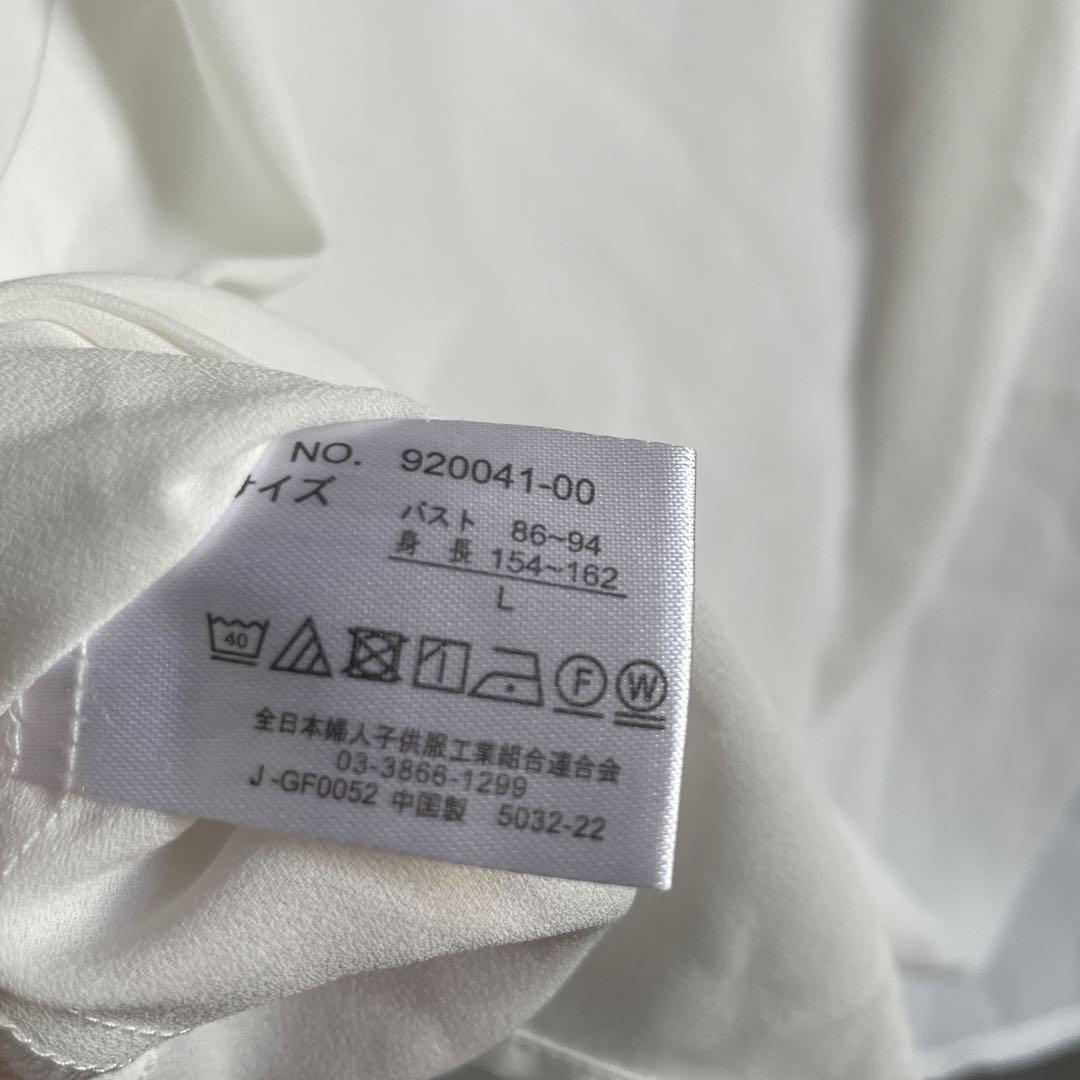 NO. 920041-00
サイズ
バスト 86~94
身 長 154~162
L
40
F W
全日本婦人子供服工業組合連合会
03-3866-1299
J-GF0052 中国製 5032-22